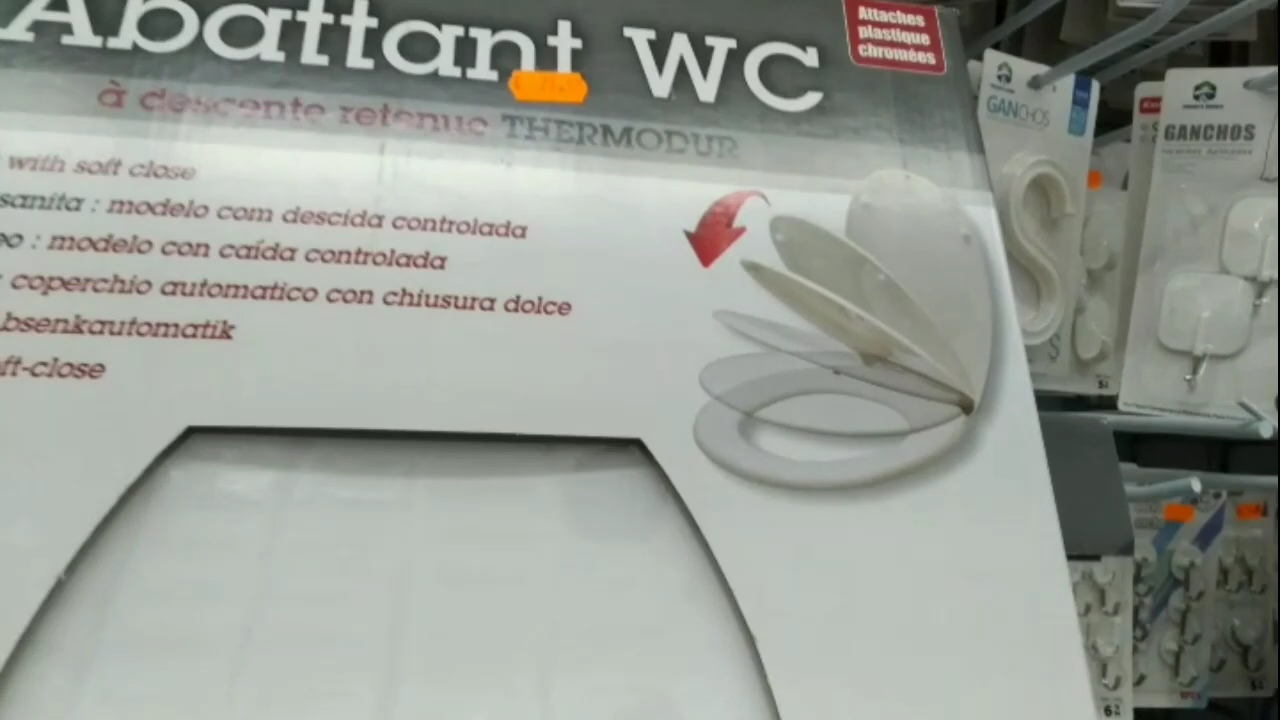 Abattant WC
Attaches
plastique
chromées
à descente retenue THERMODUR
with soft close
sanita : modelo com descida controlada
: modelo con caída controlada
coperchio automatico con chiusura dolce
bsenkautomatik
ft-close
GANCHOS
GANCHOS